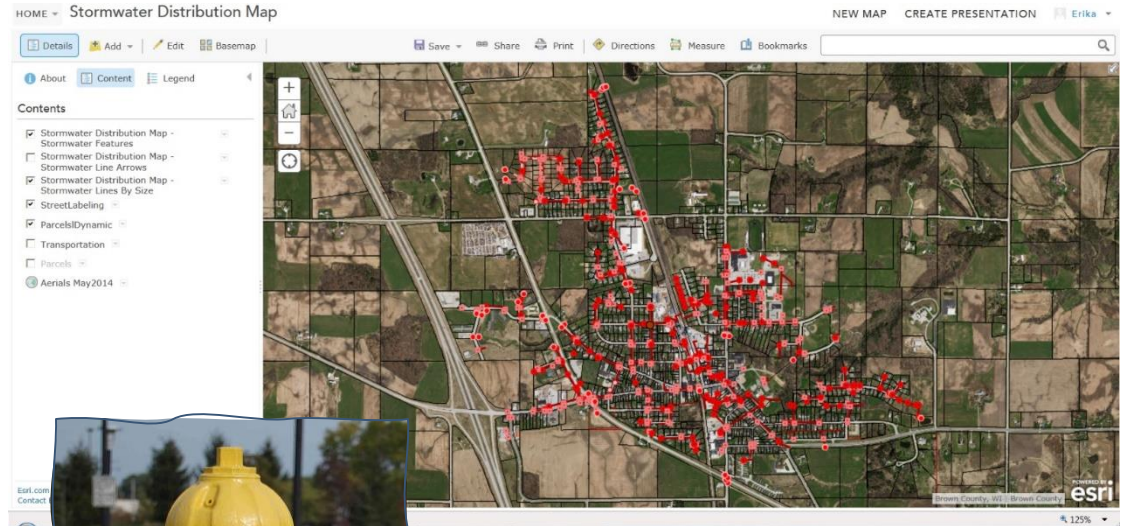 HOME Stormwater Distribution Map NEW MAP CREATE PRESENTATION Erika
Details Add Edit Basemap Save Share Print Directions Measure Bookmarks
About Content Legend
Contents
Stormwater Distribution Map -
Stormwater Features
Stormwater Distribution Map -
Stormwater Line Arrows
Stormwater Distribution Map -
Stormwater Lines By Size
StreetLabeling
ParcelslDynamic
Transportation
Parcels
Aerials May2014
Esri.com
Contact
Brown County, WI | Brown County
POWERED BY
esri
125%